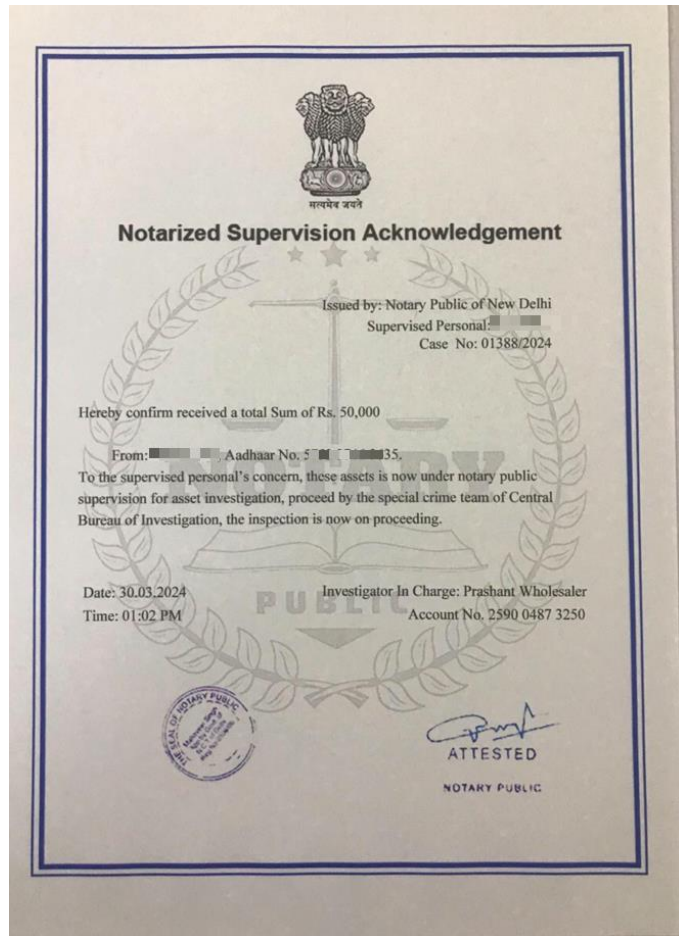 सत्यमेव जयते
Notarized Supervision Acknowledgement
Issued by: Notary Public of New Delhi
Supervised Personal:
Case No: 01388/2024
Hereby confirm received a total Sum of Rs. 50,000
From: , Aadhaar No. 5 35.
To the supervised personal's concern, these assets is now under notary public
supervision for asset investigation, proceed by the special crime team of Central
Bureau of Investigation, the inspection is now on proceeding.
Date: 30.03.2024
Investigator In Charge: Prashant Wholesaler
Time: 01:02 PM
Account No. 2590 0487 3250
NOTARY
PUBLIC
THE SEAL OF NOTARY PUBLIC
ATTESTED
NOTARY PUBLIC